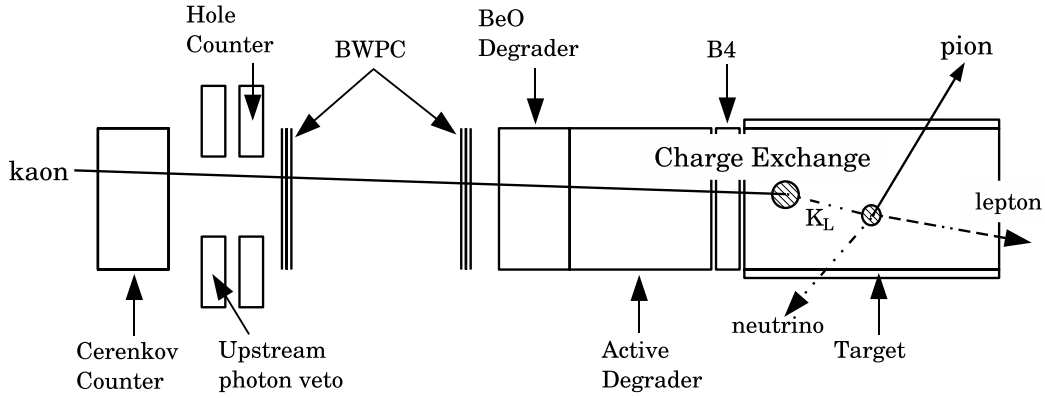 Hole
Counter
BWPC
BeO
Degrader
B4
pion
kaon
Charge Exchange
K_L
lepton
neutrino
Cerenkov
Counter
Upstream
photon veto
Active
Degrader
Target